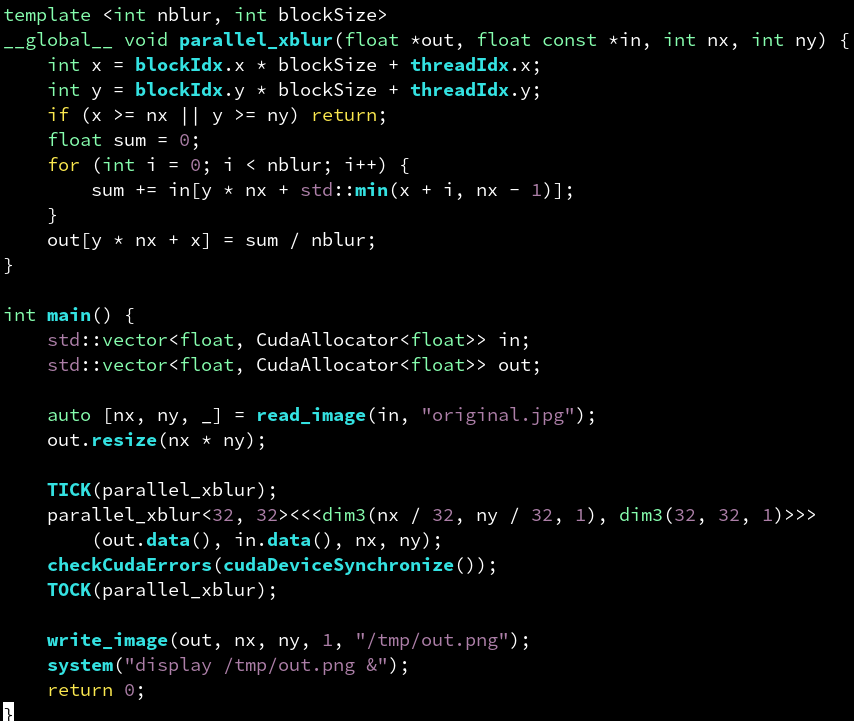 template <int nblur, int blockSize>
__global__ void parallel_xblur(float *out, float const *in, int nx, int ny) {
    int x = blockIdx.x * blockSize + threadIdx.x;
    int y = blockIdx.y * blockSize + threadIdx.y;
    if (x >= nx || y >= ny) return;
    float sum = 0;
    for (int i = 0; i < nblur; i++) {
        sum += in[y * nx + std::min(x + i, nx - 1)];
    }
    out[y * nx + x] = sum / nblur;
}

int main() {
    std::vector<float, CudaAllocator<float>> in;
    std::vector<float, CudaAllocator<float>> out;

    auto [nx, ny, _] = read_image(in, "original.jpg");
    out.resize(nx * ny);

    TICK(parallel_xblur);
    parallel_xblur<32, 32><<<dim3(nx / 32, ny / 32, 1), dim3(32, 32, 1)>>>
        (out.data(), in.data(), nx, ny);
    checkCudaErrors(cudaDeviceSynchronize());
    TOCK(parallel_xblur);

    write_image(out, nx, ny, 1, "/tmp/out.png");
    system("display /tmp/out.png &");
    return 0;
}